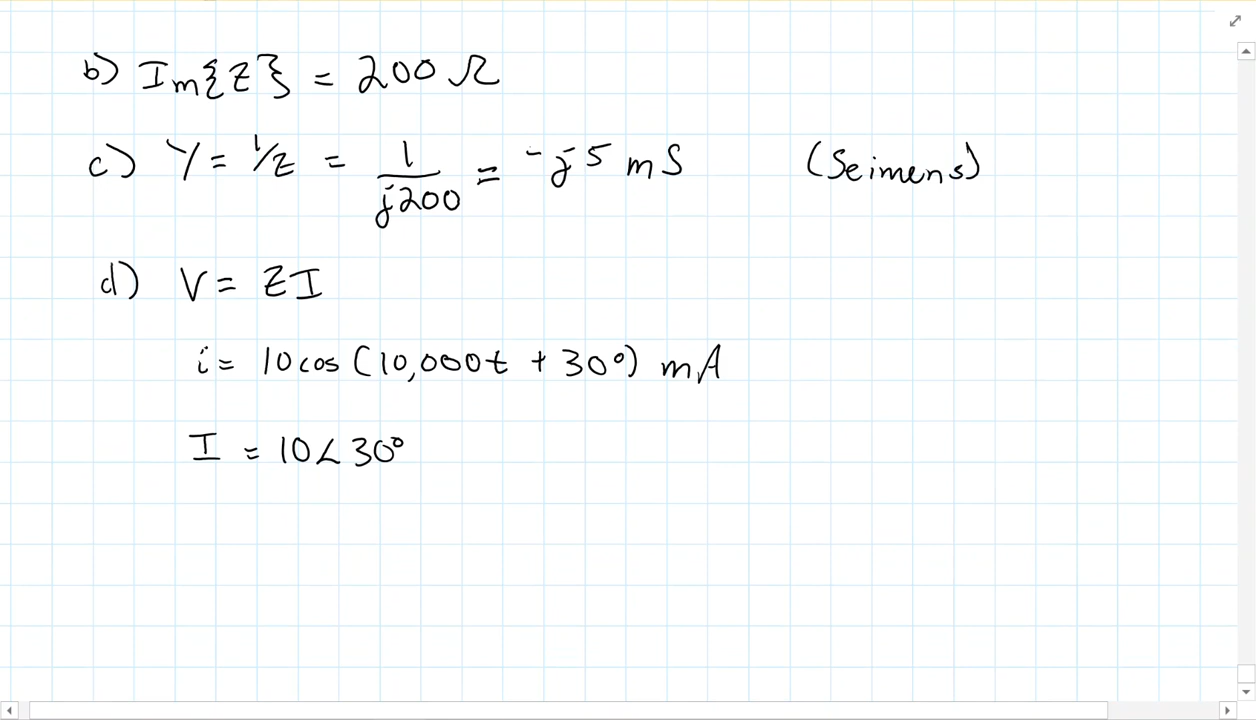 b) Im{Z} = 200 Ω
c) Y = 1/Z = 1/j200 = -j5 mS (Seimens)
d) V = ZI
i = 10cos(10,000t + 30°) mA
I = 10∠30°